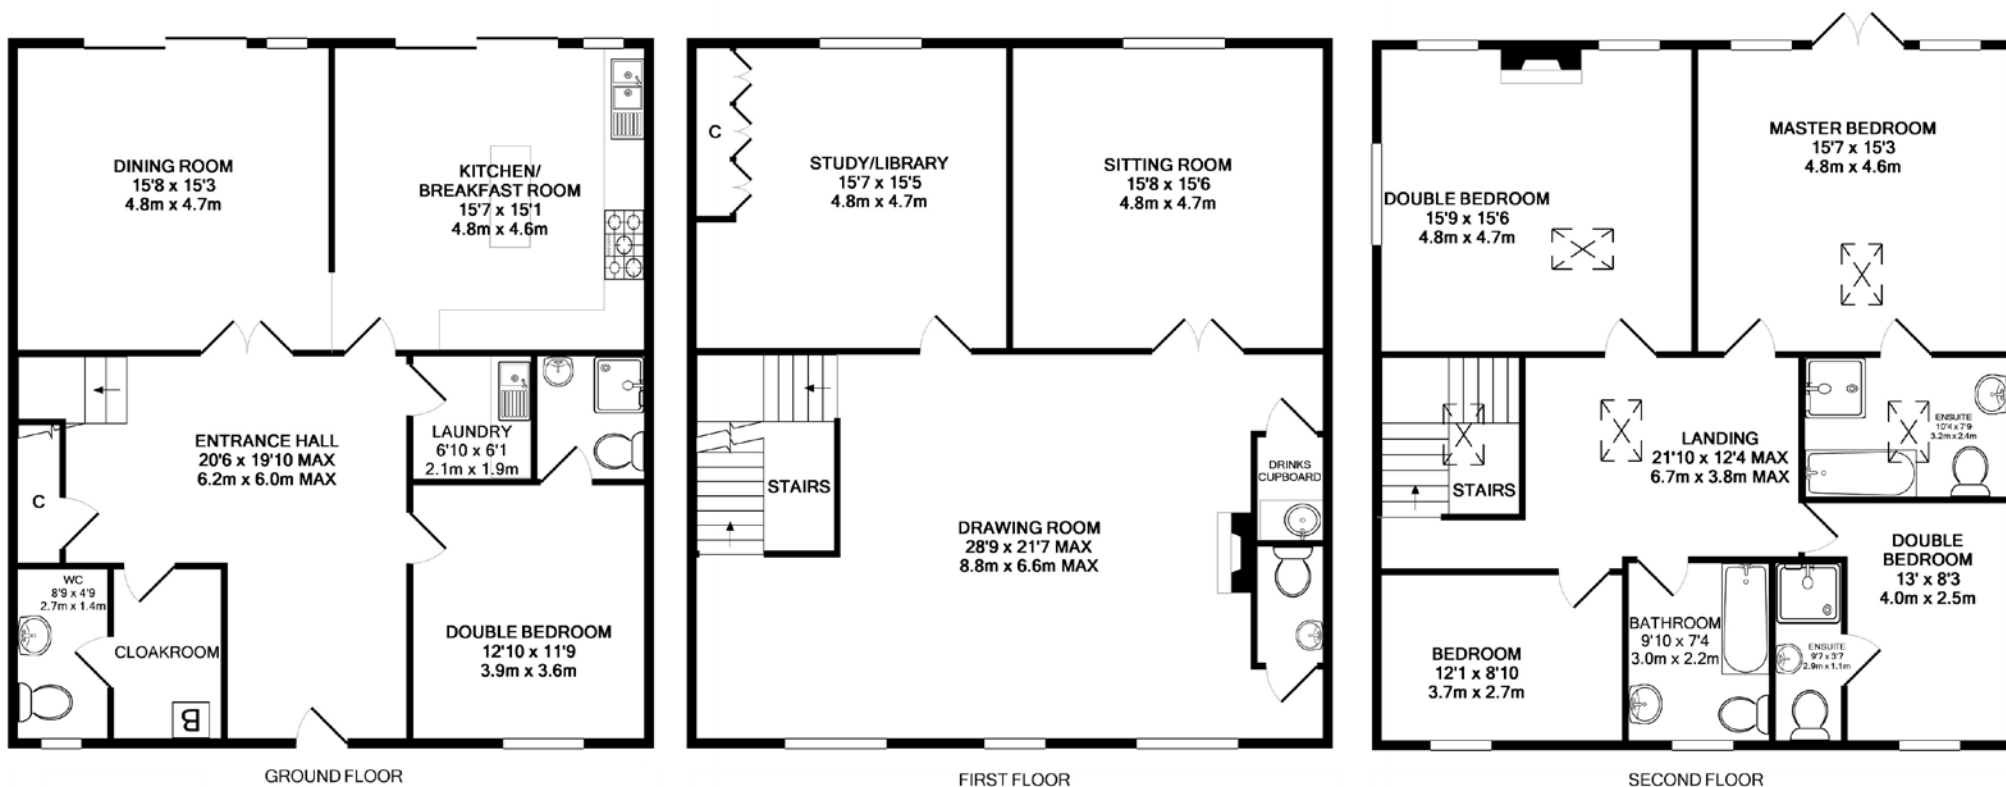 DINING ROOM
15'8 x 15'3
4.8m x 4.7m
KITCHEN/
BREAKFAST ROOM
15'7 x 15'1
4.8m x 4.6m
ENTRANCE HALL
20'6 x 19'10 MAX
6.2m x 6.0m MAX
LAUNDRY
6'10 x 6'1
2.1m x 1.9m
C
WC
8'9 x 4'9
2.7m x 1.4m
CLOAKROOM
B
DOUBLE BEDROOM
12'10 x 11'9
3.9m x 3.6m
GROUND FLOOR
C
STUDY/LIBRARY
15'7 x 15'5
4.8m x 4.7m
SITTING ROOM
15'8 x 15'6
4.8m x 4.7m
STAIRS
DRINKS
CUPBOARD
DRAWING ROOM
28'9 x 21'7 MAX
8.8m x 6.6m MAX
FIRST FLOOR
DOUBLE BEDROOM
15'9 x 15'6
4.8m x 4.7m
MASTER BEDROOM
15'7 x 15'3
4.8m x 4.6m
STAIRS
LANDING
21'10 x 12'4 MAX
6.7m x 3.8m MAX
ENSUITE
10'4 x 7'9
3.2m x 2.4m
DOUBLE
BEDROOM
13' x 8'3
4.0m x 2.5m
BEDROOM
12'1 x 8'10
3.7m x 2.7m
BATHROOM
9'10 x 7'4
3.0m x 2.2m
ENSUITE
9'7 x 3'7
2.9m x 1.1m
SECOND FLOOR